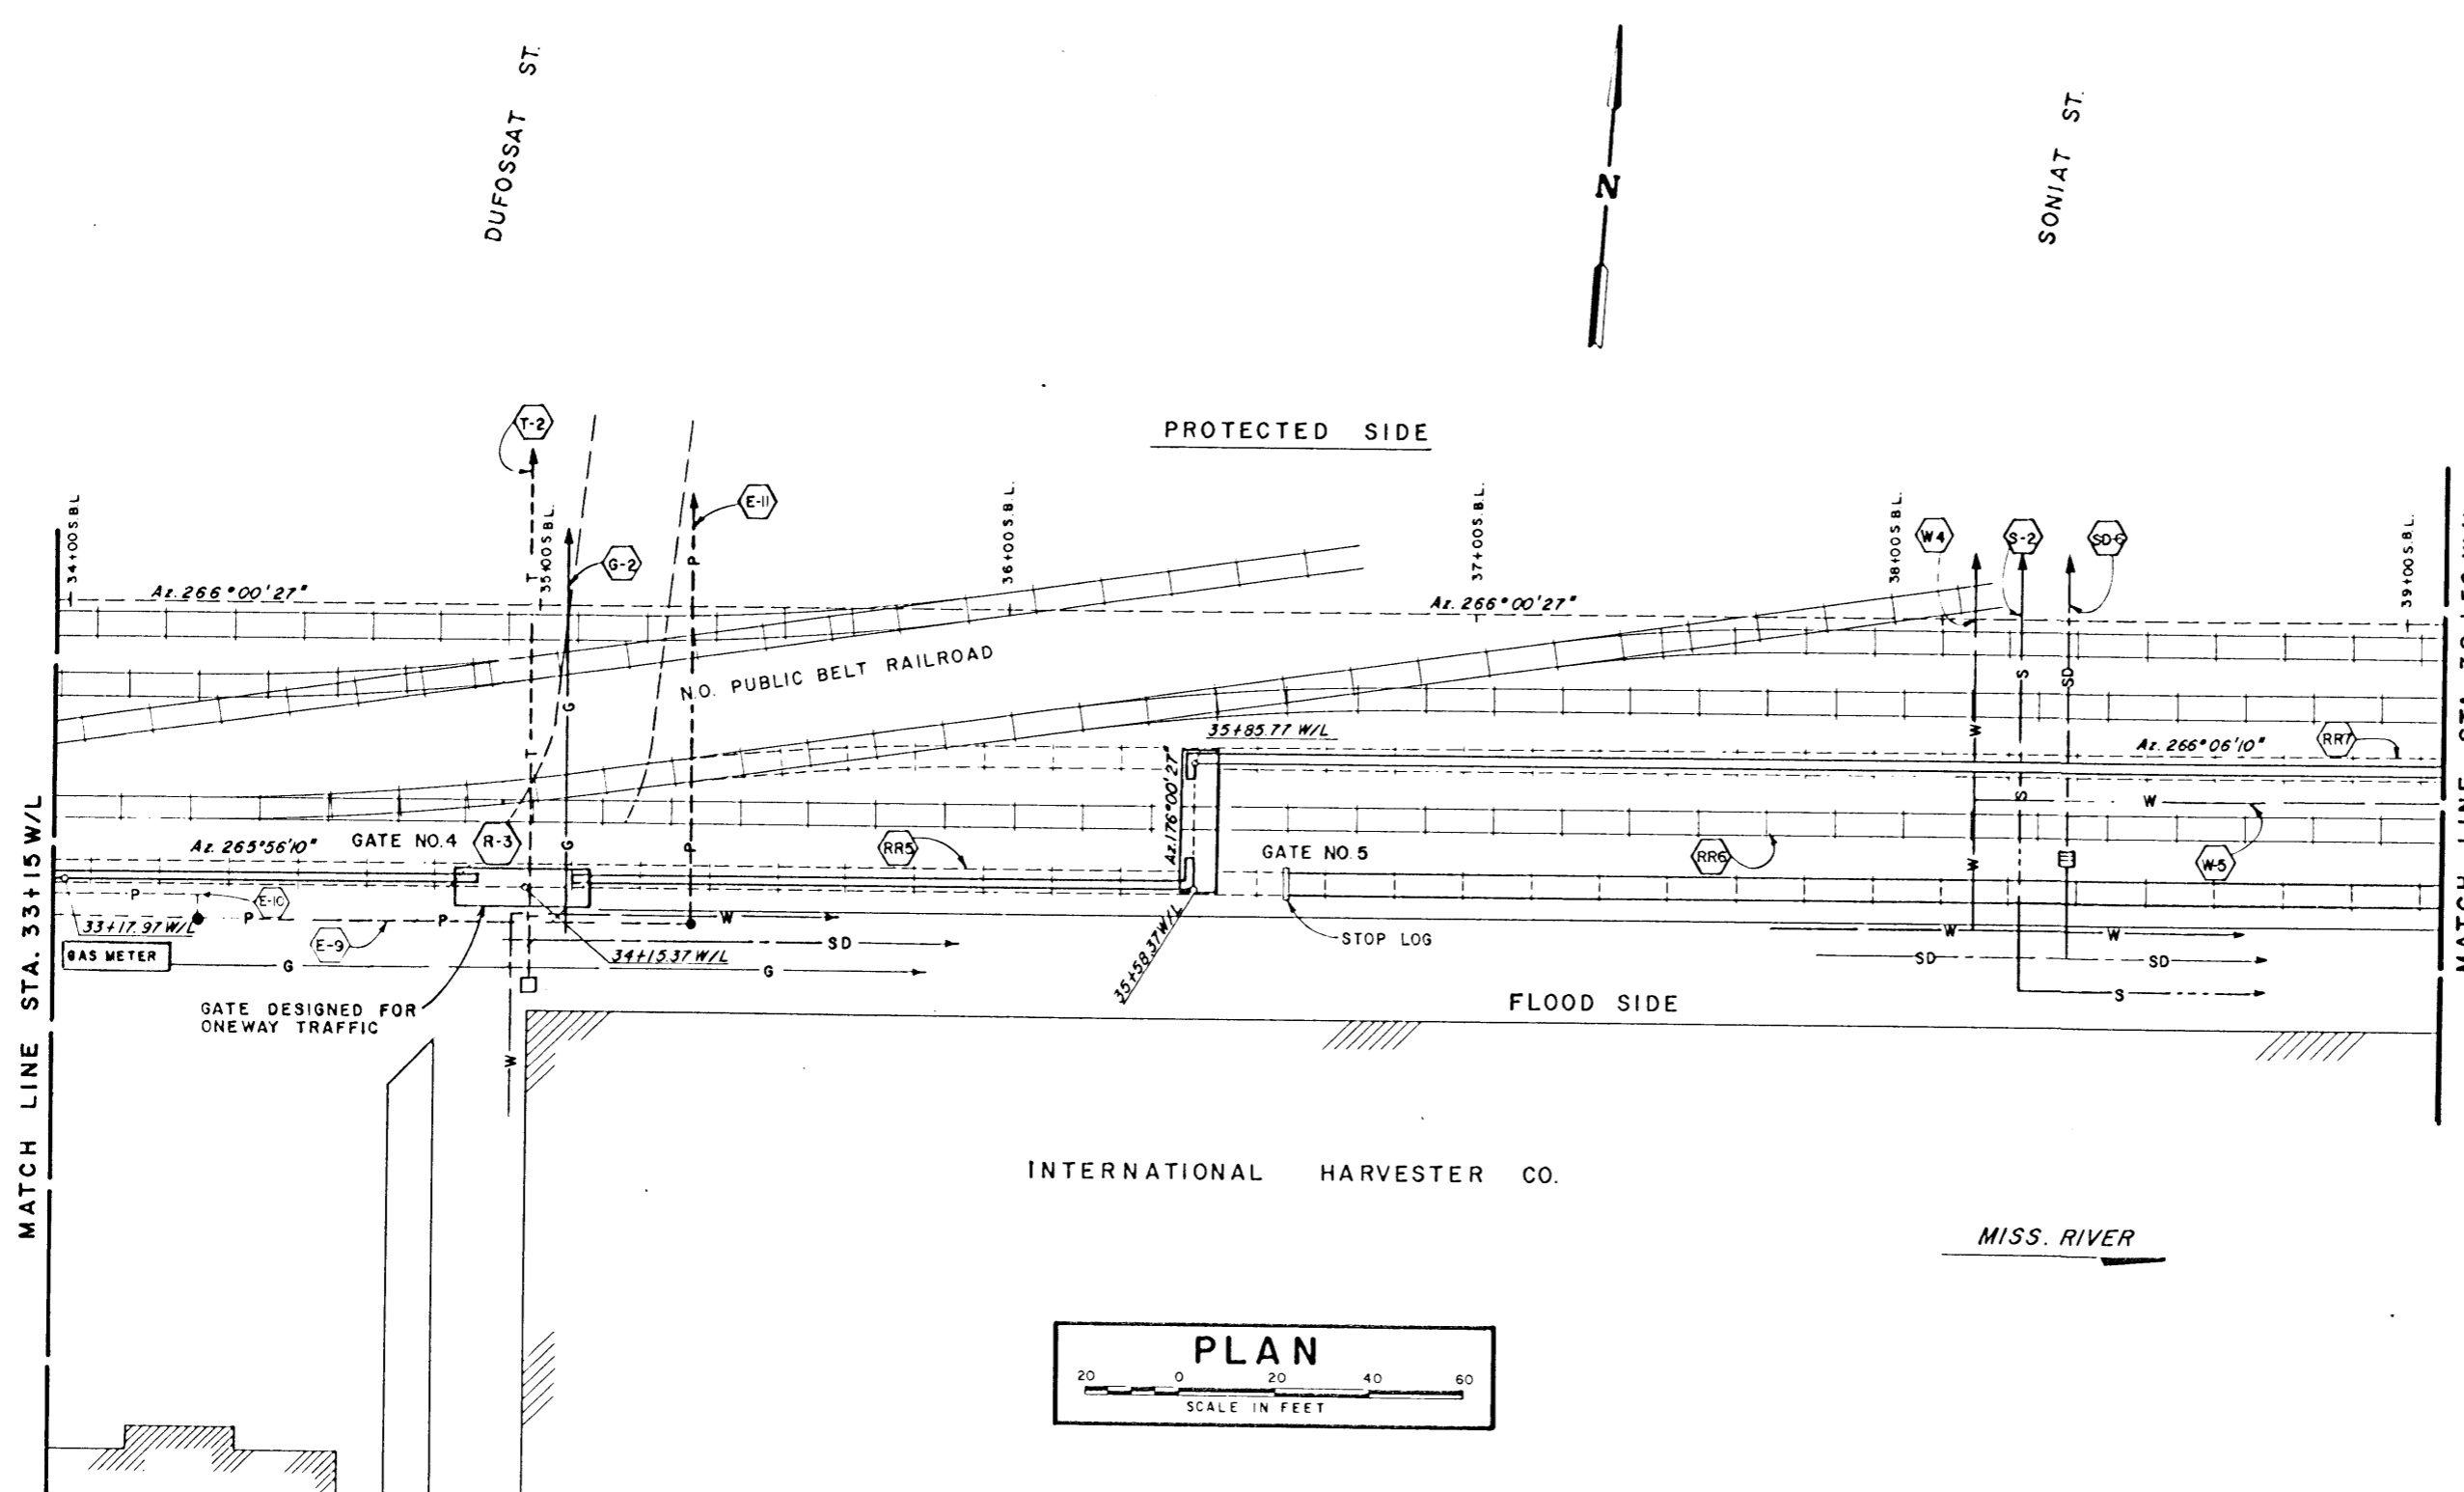 DUFOSSAT ST.
SONIAT ST.
N
PROTECTED SIDE
T-2
E-11
G-2
W4
S-2
SD-6
34+00 S.B.L.
35+00 S.B.L.
36+00 S.B.L.
37+00 S.B.L.
38+00 S.B.L.
39+00 S.B.L.
Az. 266°00'27"
Az. 266°00'27"
T
P
S
SD
N.O. PUBLIC BELT RAILROAD
G
T
W
35+85.77 W/L
Az. 266°06'10"
RR7
Az. 176°00'27"
S
W
Az. 265°56'10"
GATE NO. 4
R-3
G
P
RR5
GATE NO. 5
RR6
W
W-5
P
E-10
33+17.97 W/L
P
P
E-9
W
SD
34+15.37 W/L
35+58.37 W/L
STOP LOG
W
W
SD
SD
S
GAS METER
G
G
GATE DESIGNED FOR
ONEWAY TRAFFIC
FLOOD SIDE
W
MATCH LINE STA. 33+15 W/L
INTERNATIONAL HARVESTER CO.
MISS. RIVER
PLAN
20 0 20 40 60
SCALE IN FEET